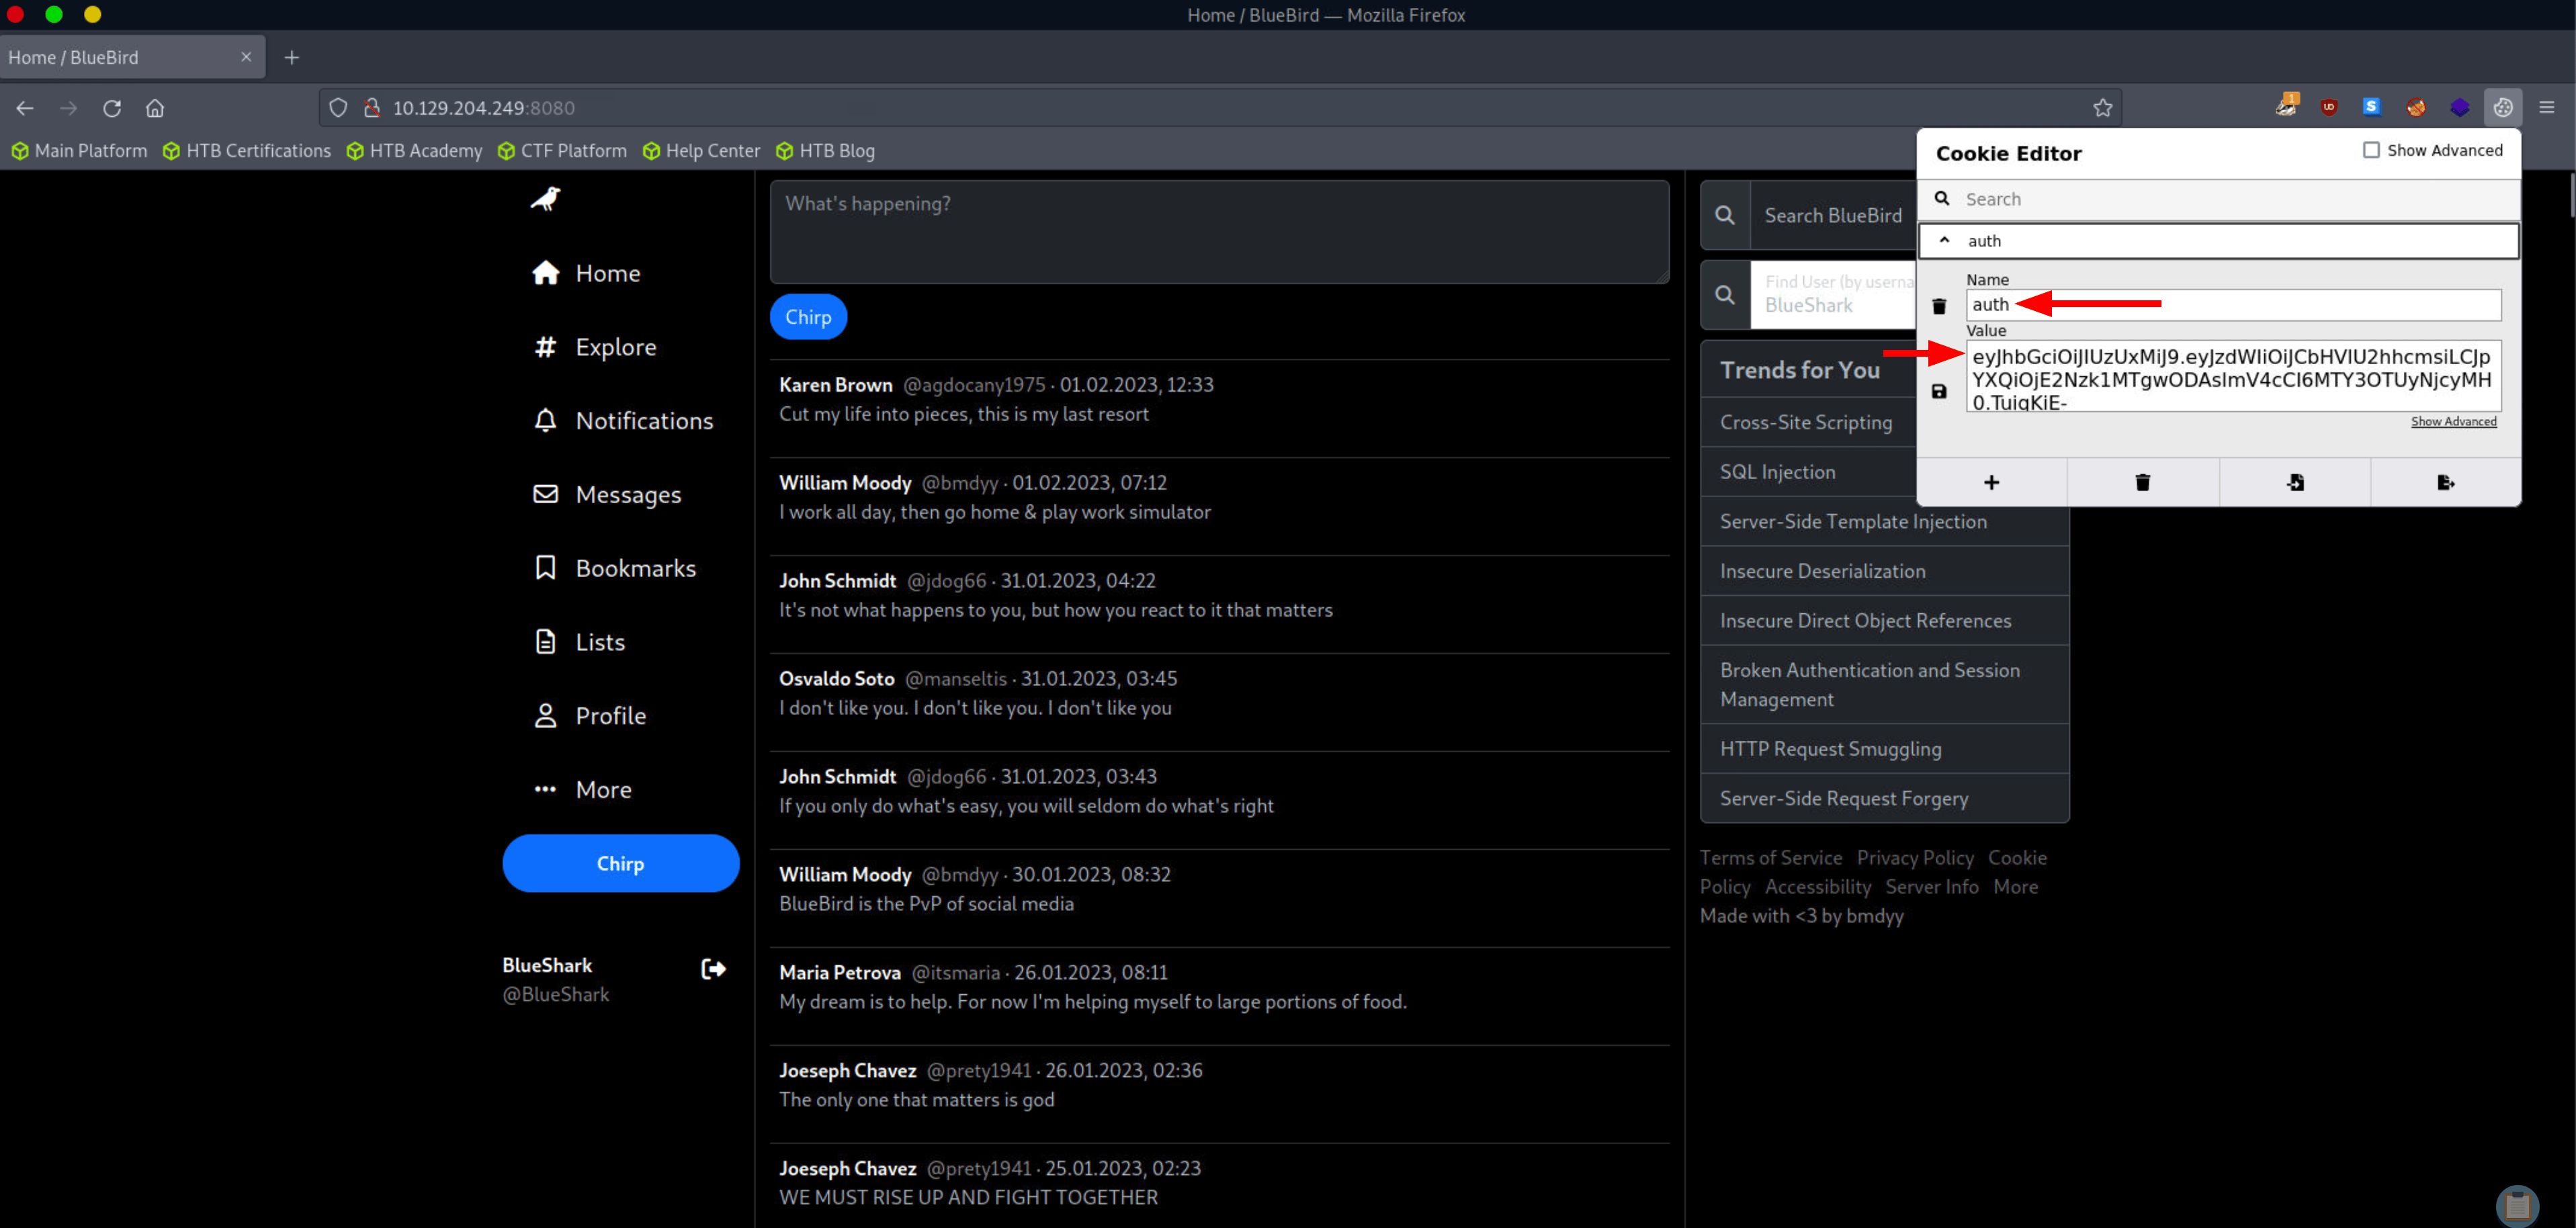 Home / BlueBird — Mozilla Firefox
Home / BlueBird
10.129.204.249:8080
Main Platform
HTB Certifications
HTB Academy
CTF Platform
Help Center
HTB Blog
Home
Explore
Notifications
Messages
Bookmarks
Lists
Profile
More
Chirp
BlueShark
@BlueShark
What's happening?
Chirp
Karen Brown @agdocany1975 · 01.02.2023, 12:33
Cut my life into pieces, this is my last resort
William Moody @bmdyy · 01.02.2023, 07:12
I work all day, then go home & play work simulator
John Schmidt @jdog66 · 31.01.2023, 04:22
It's not what happens to you, but how you react to it that matters
Osvaldo Soto @manseltis · 31.01.2023, 03:45
I don't like you. I don't like you. I don't like you
John Schmidt @jdog66 · 31.01.2023, 03:43
If you only do what's easy, you will seldom do what's right
William Moody @bmdyy · 30.01.2023, 08:32
BlueBird is the PvP of social media
Maria Petrova @itsmaria · 26.01.2023, 08:11
My dream is to help. For now I'm helping myself to large portions of food.
Joeseph Chavez @prety1941 · 26.01.2023, 02:36
The only one that matters is god
Joeseph Chavez @prety1941 · 25.01.2023, 02:23
WE MUST RISE UP AND FIGHT TOGETHER
Search BlueBird
Find User (by userna
BlueShark
Trends for You
Cross-Site Scripting
SQL Injection
Server-Side Template Injection
Insecure Deserialization
Insecure Direct Object References
Broken Authentication and Session
Management
HTTP Request Smuggling
Server-Side Request Forgery
Terms of Service Privacy Policy Cookie
Policy Accessibility Server Info More
Made with <3 by bmdyy
Cookie Editor
Show Advanced
Search
auth
Name
auth
Value
eyJhbGciOiJIUzUxMiJ9.eyJzdWIiOiJCbHVlU2hhcmsiLCJp
YXQiOjE2Nzk1MTgwODAsImV4cCI6MTY3OTUyNjcyMH
0.TuigKiE-
Show Advanced